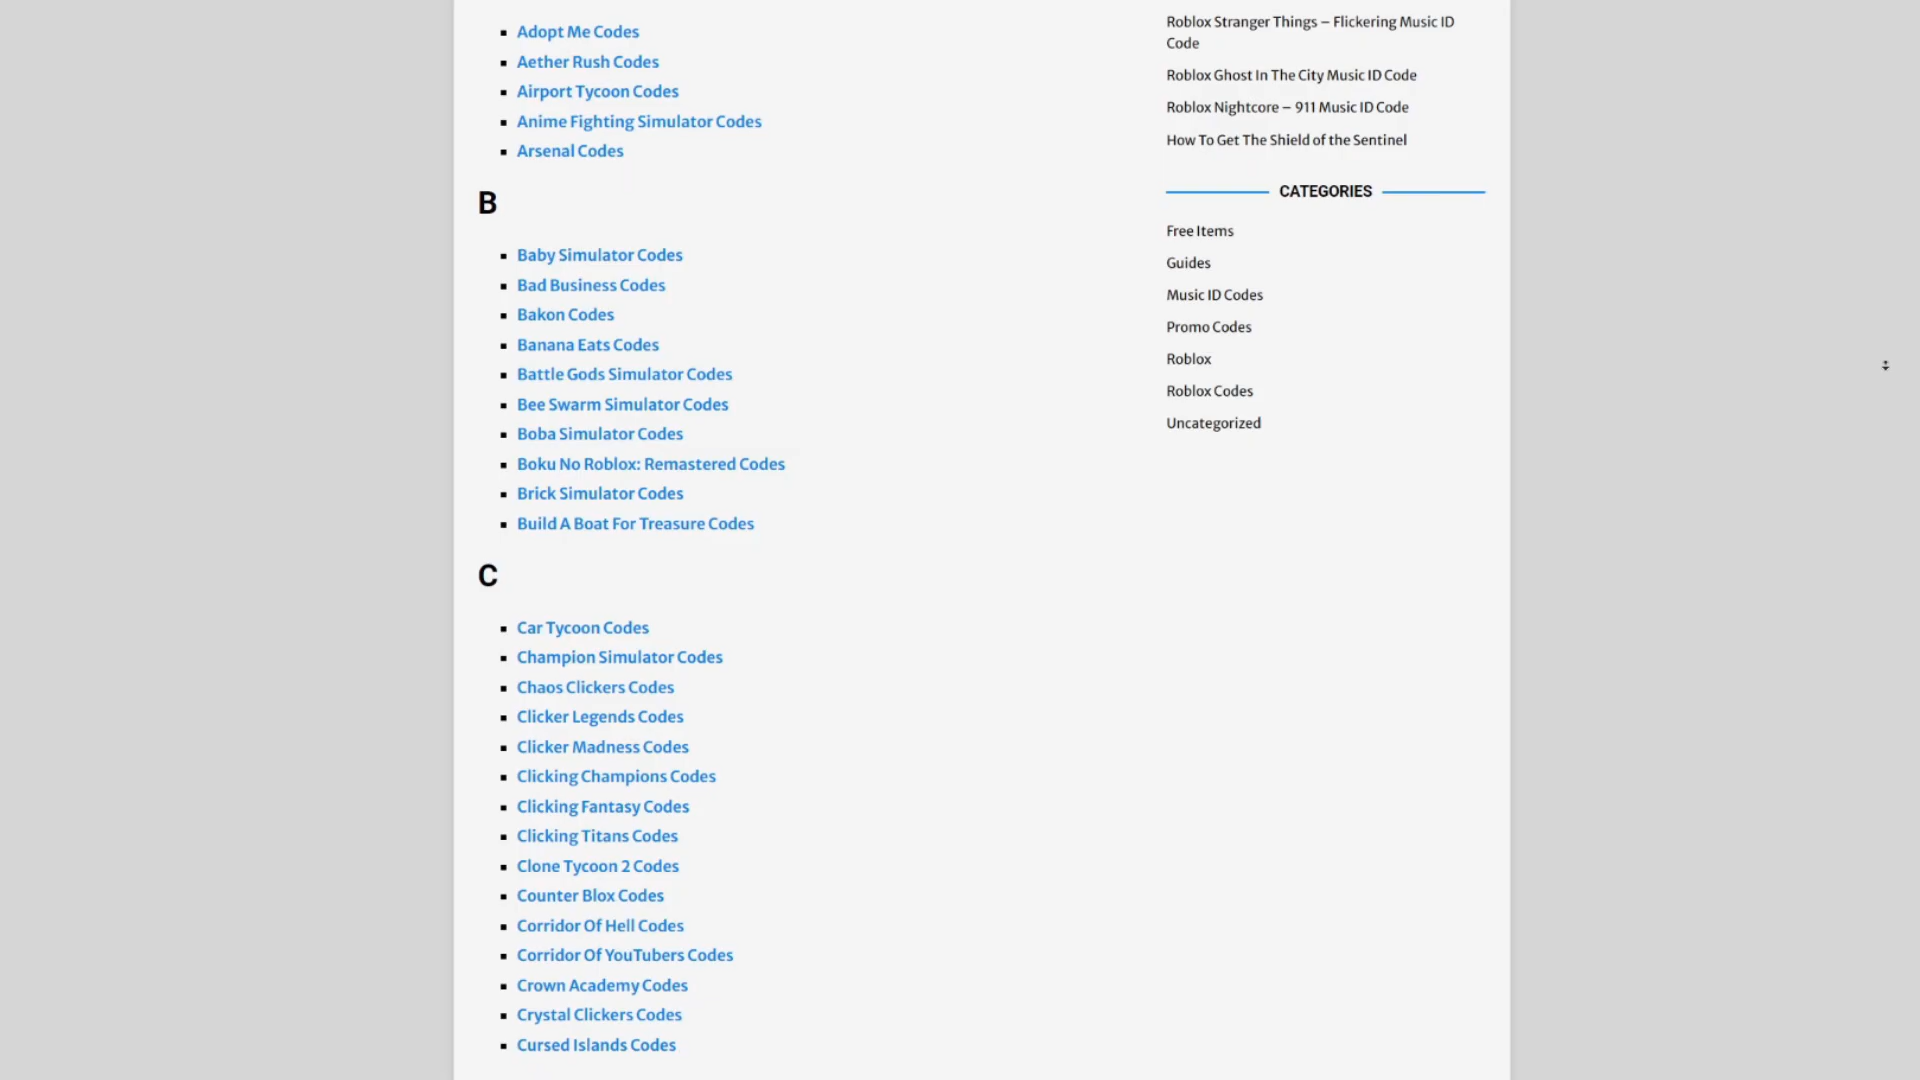 Adopt Me Codes
Aether Rush Codes
Airport Tycoon Codes
Anime Fighting Simulator Codes
Arsenal Codes
B
Baby Simulator Codes
Bad Business Codes
Bakon Codes
Banana Eats Codes
Battle Gods Simulator Codes
Bee Swarm Simulator Codes
Boba Simulator Codes
Boku No Roblox: Remastered Codes
Brick Simulator Codes
Build A Boat For Treasure Codes
C
Car Tycoon Codes
Champion Simulator Codes
Chaos Clickers Codes
Clicker Legends Codes
Clicker Madness Codes
Clicking Champions Codes
Clicking Fantasy Codes
Clicking Titans Codes
Clone Tycoon 2 Codes
Counter Blox Codes
Corridor Of Hell Codes
Corridor Of YouTubers Codes
Crown Academy Codes
Crystal Clickers Codes
Cursed Islands Codes
Roblox Stranger Things – Flickering Music ID
Code
Roblox Ghost In The City Music ID Code
Roblox Nightcore – 911 Music ID Code
How To Get The Shield of the Sentinel
CATEGORIES
Free Items
Guides
Music ID Codes
Promo Codes
Roblox
Roblox Codes
Uncategorized